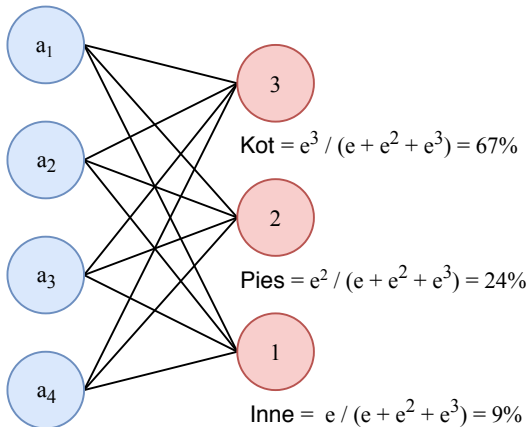 a₁
3
Kot = e³ / (e + e² + e³) = 67%
a₂
2
Pies = e² / (e + e² + e³) = 24%
a₃
1
Inne = e / (e + e² + e³) = 9%
a₄